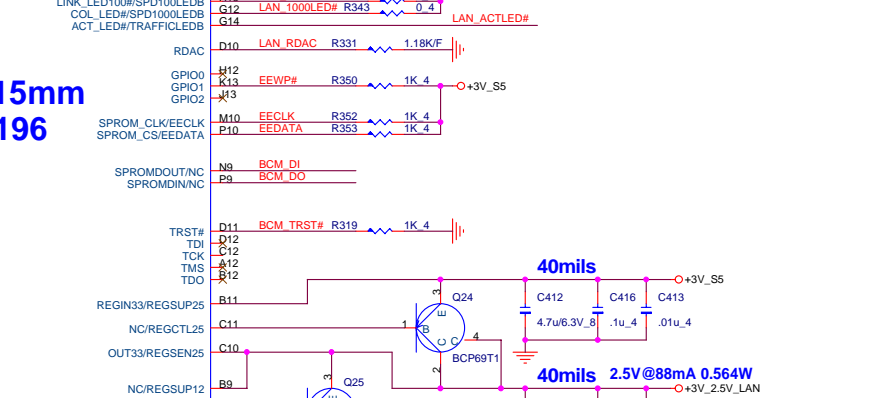 LINK_LED100#/SPD100LEDB
COL_LED#/SPD1000LEDB G12 LAN_1000LED# R343 0_4
ACT_LED#/TRAFFICLEDB G14 LAN_ACTLED#
RDAC D10 LAN_RDAC R331 1.18K/F
GPIO0 H12
GPIO1 K13 EEWP# R350 1K_4 +3V_S5
GPIO2 J13
15mm
196
SPROM_CLK/EECLK M10 EECLK R352 1K_4
SPROM_CS/EEDATA P10 EEDATA R353 1K_4
SPROMDOUT/NC N9 BCM_DI
SPROMDIN/NC P9 BCM_DO
TRST# D11 BCM_TRST# R319 1K_4
TDI D12
TCK C12
TMS A12
TDO B12
40mils
+3V_S5
REGIN33/REGSUP25 B11
3 Q24 C412 C416 C413
E
NC/REGCTL25 C11 1 B 4.7u/6.3V_8 .1u_4 .01u_4
C C 4
OUT33/REGSEN25 C10 BCP69T1
2
40mils 2.5V@88mA 0.564W
3 Q25
NC/REGSUP12 B9 +3V_2.5V_LAN